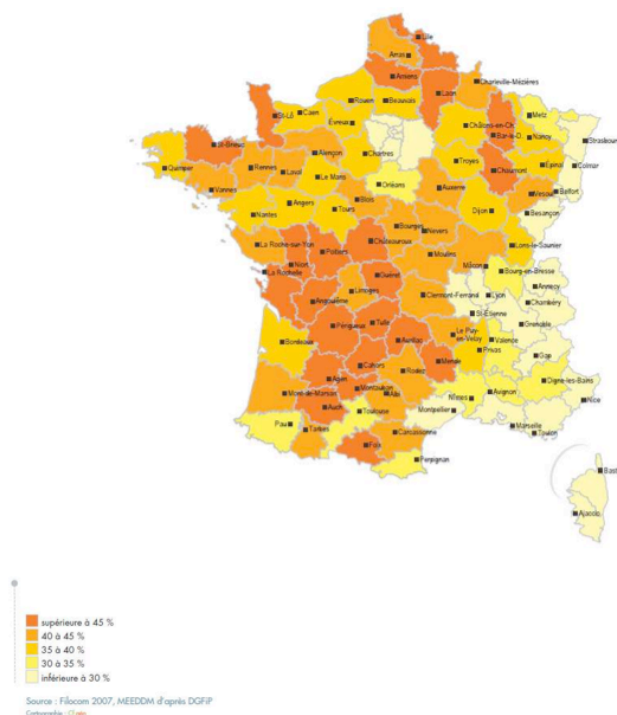 Lille
Arras
Amiens
Charleville-Mézières
Laon
Rouen
Beauvais
St-Lô
Caen
Évreux
Châlons-en-Ch.
Metz
Bar-le-D.
Nancy
Strasbourg
St-Brieuc
Alençon
Chartres
Quimper
Rennes
Laval
Troyes
Épinal
Colmar
Chaumont
Le Mans
Orléans
Vannes
Auxerre
Vesoul
Belfort
Blois
Angers
Tours
Dijon
Besançon
Nantes
Bourges
Nevers
La Roche-sur-Yon
Châteauroux
Lons-le-Saunier
Poitiers
Moulins
Niort
Mâcon
La Rochelle
Guéret
Bourg-en-Bresse
Annecy
Limoges
Clermont-Ferrand
Lyon
Angoulême
Chambéry
St-Étienne
Périgueux
Tulle
Grenoble
Le Puy-
en-Velay
Valence
Bordeaux
Aurillac
Privas
Gap
Mende
Cahors
Rodez
Agen
Digne-les-Bains
Montauban
Mont-de-Marsan
Albi
Nîmes
Avignon
Nice
Auch
Toulouse
Montpellier
Pau
Marseille
Tarbes
Carcassonne
Toulon
Foix
Perpignan
Bast
Ajaccio
supérieure à 45 %
40 à 45 %
35 à 40 %
30 à 35 %
inférieure à 30 %
Source : Filocom 2007, MEEDDM d'après DGFiP
Cartographie :